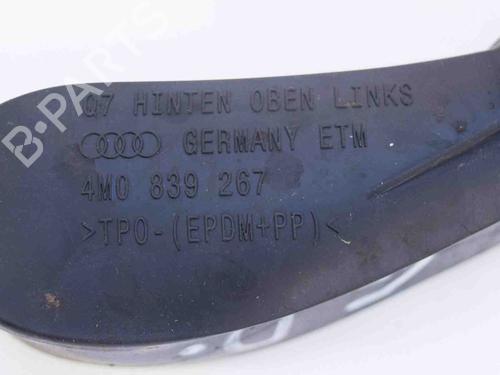 Q7 HINTEN OBEN LINKS
GERMANY ETM
4M0 839 267
>TPO-(EPDM+PP)<
B-PARTS